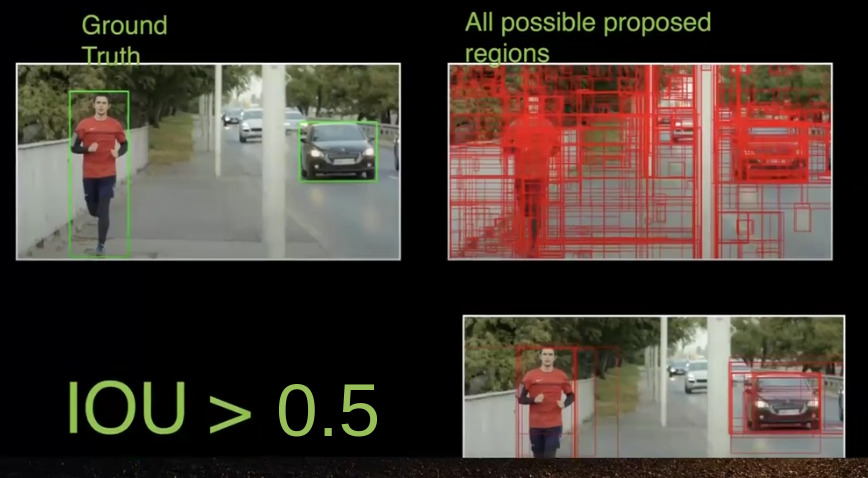 Ground
Truth
All possible proposed
regions
IOU > 0.5